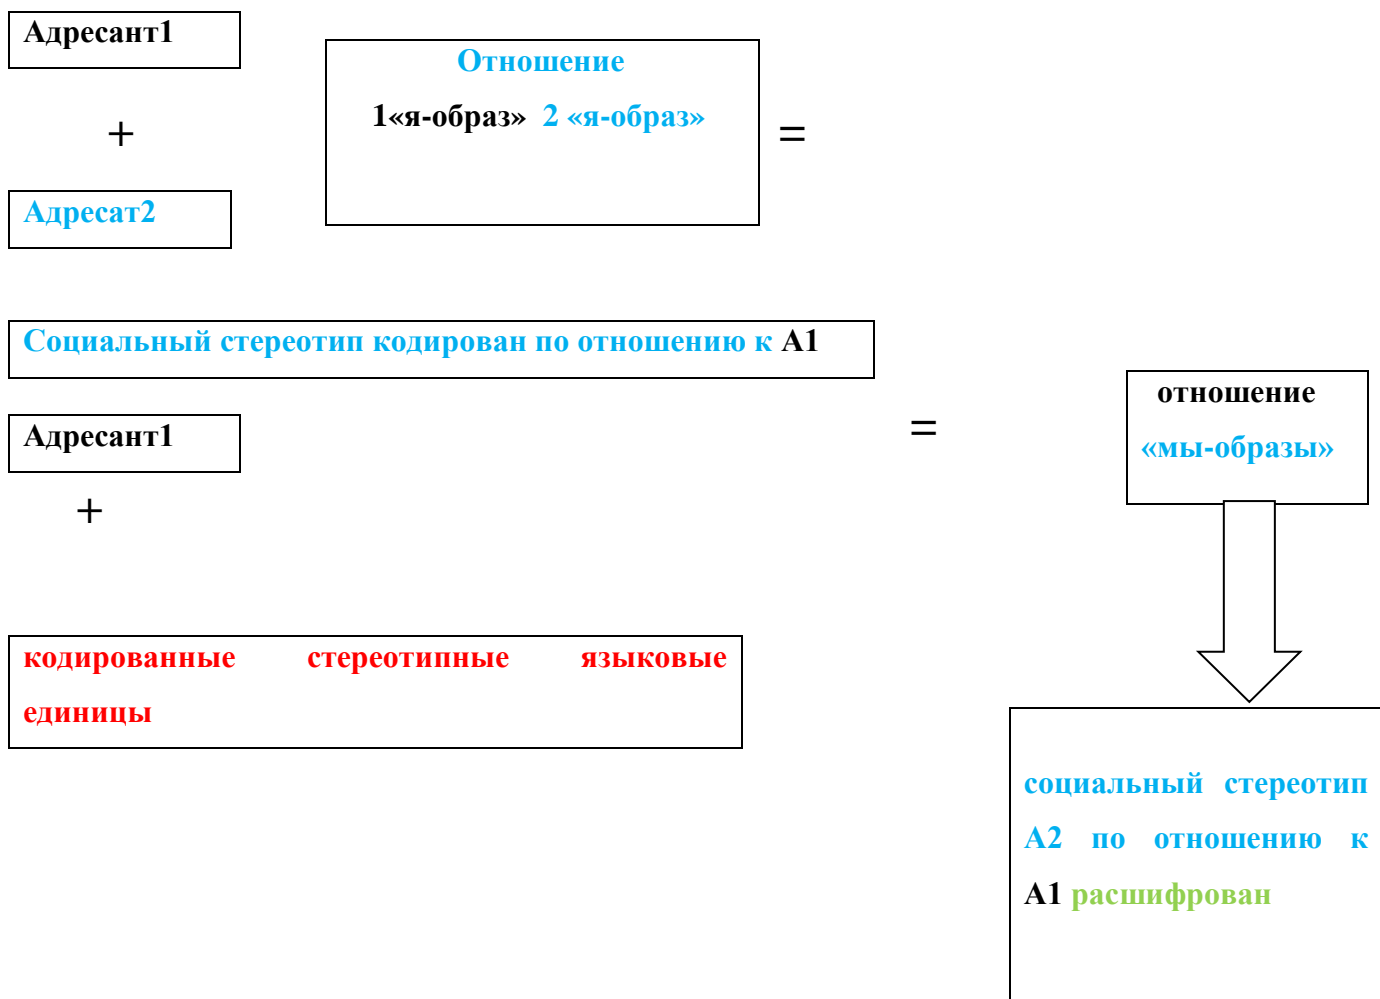 Адресант1
Отношение
1«я-образ» 2 «я-образ»
+
=
Адресат2
Социальный стереотип кодирован по отношению к А1
отношение
«мы-образы»
Адресант1
=
+
кодированные стереотипные языковые
единицы
социальный стереотип
А2 по отношению к
А1 расшифрован